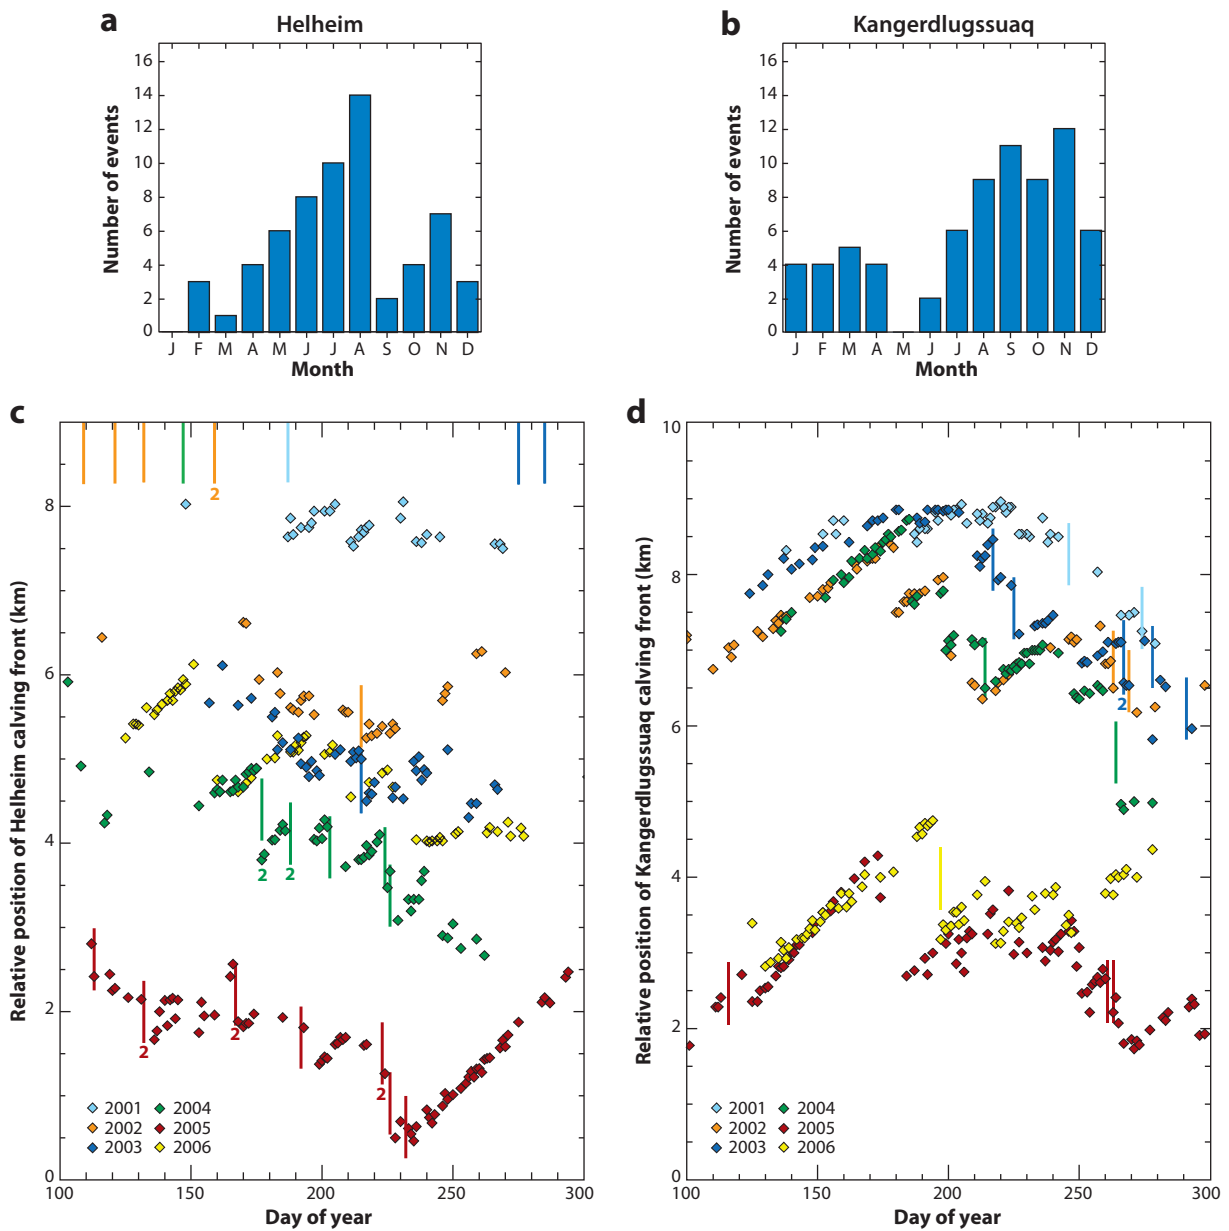 a
Helheim
16
14
12
10
8
6
4
2
0
Number of events
J F M A M J J A S O N D
Month
b
Kangerdlugssuaq
16
14
12
10
8
6
4
2
0
Number of events
J F M A M J J A S O N D
Month
c
8
6
4
2
0
Relative position of Helheim calving front (km)
2
2
2
2
2
2
2001
2002
2003
2004
2005
2006
100 150 200 250 300
Day of year
d
10
8
6
4
2
0
Relative position of Kangerdlugssuaq calving front (km)
2
2001
2002
2003
2004
2005
2006
100 150 200 250 300
Day of year